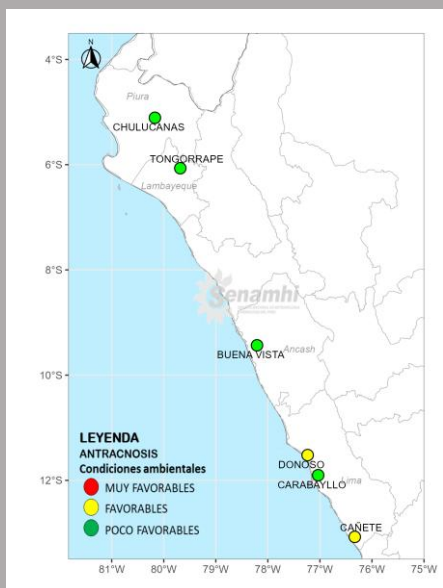 N
4°S
Piura
CHULUCANAS
6°S
TONGORRAPE
Lambayeque
8°S
Senamhi
BUENA VISTA
Ancash
10°S
LEYENDA
ANTRACNOSIS
Condiciones ambientales
MUY FAVORABLES
FAVORABLES
POCO FAVORABLES
DONOSO
12°S
CARABAYLLO
Lima
CAÑETE
81°W
80°W
79°W
78°W
77°W
76°W
75°W